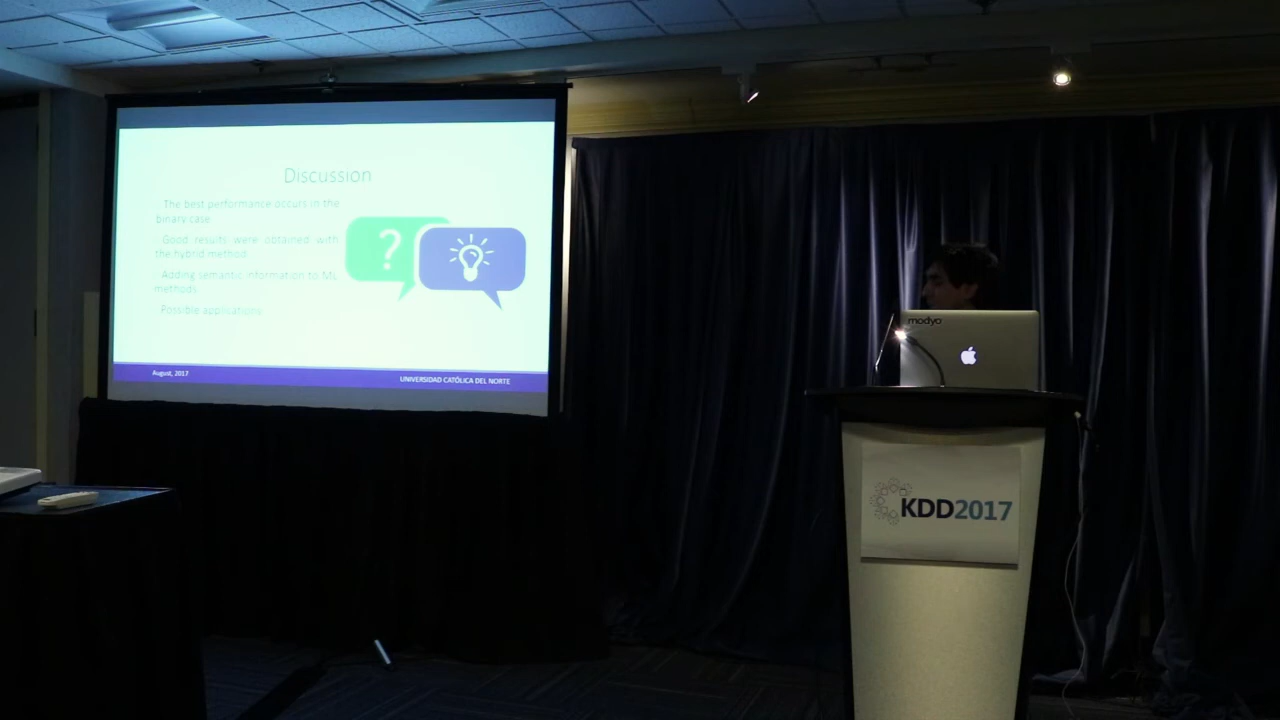 Discussion
The best performance occurs in the
binary case
Good results were obtained with
the hybrid method
Adding semantic information to ML
methods
Possible applications
?
August, 2017
UNIVERSIDAD CATÓLICA DEL NORTE
modyo
KDD2017